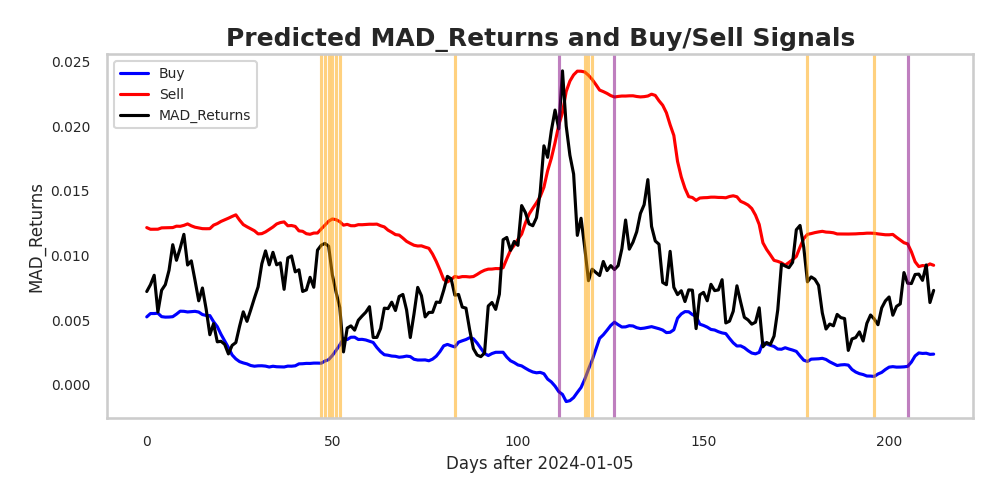 Predicted MAD_Returns and Buy/Sell Signals
Buy
Sell
MAD_Returns
MAD_Returns
0.025
0.020
0.015
0.010
0.005
0.000
0 50 100 150 200
Days after 2024-01-05